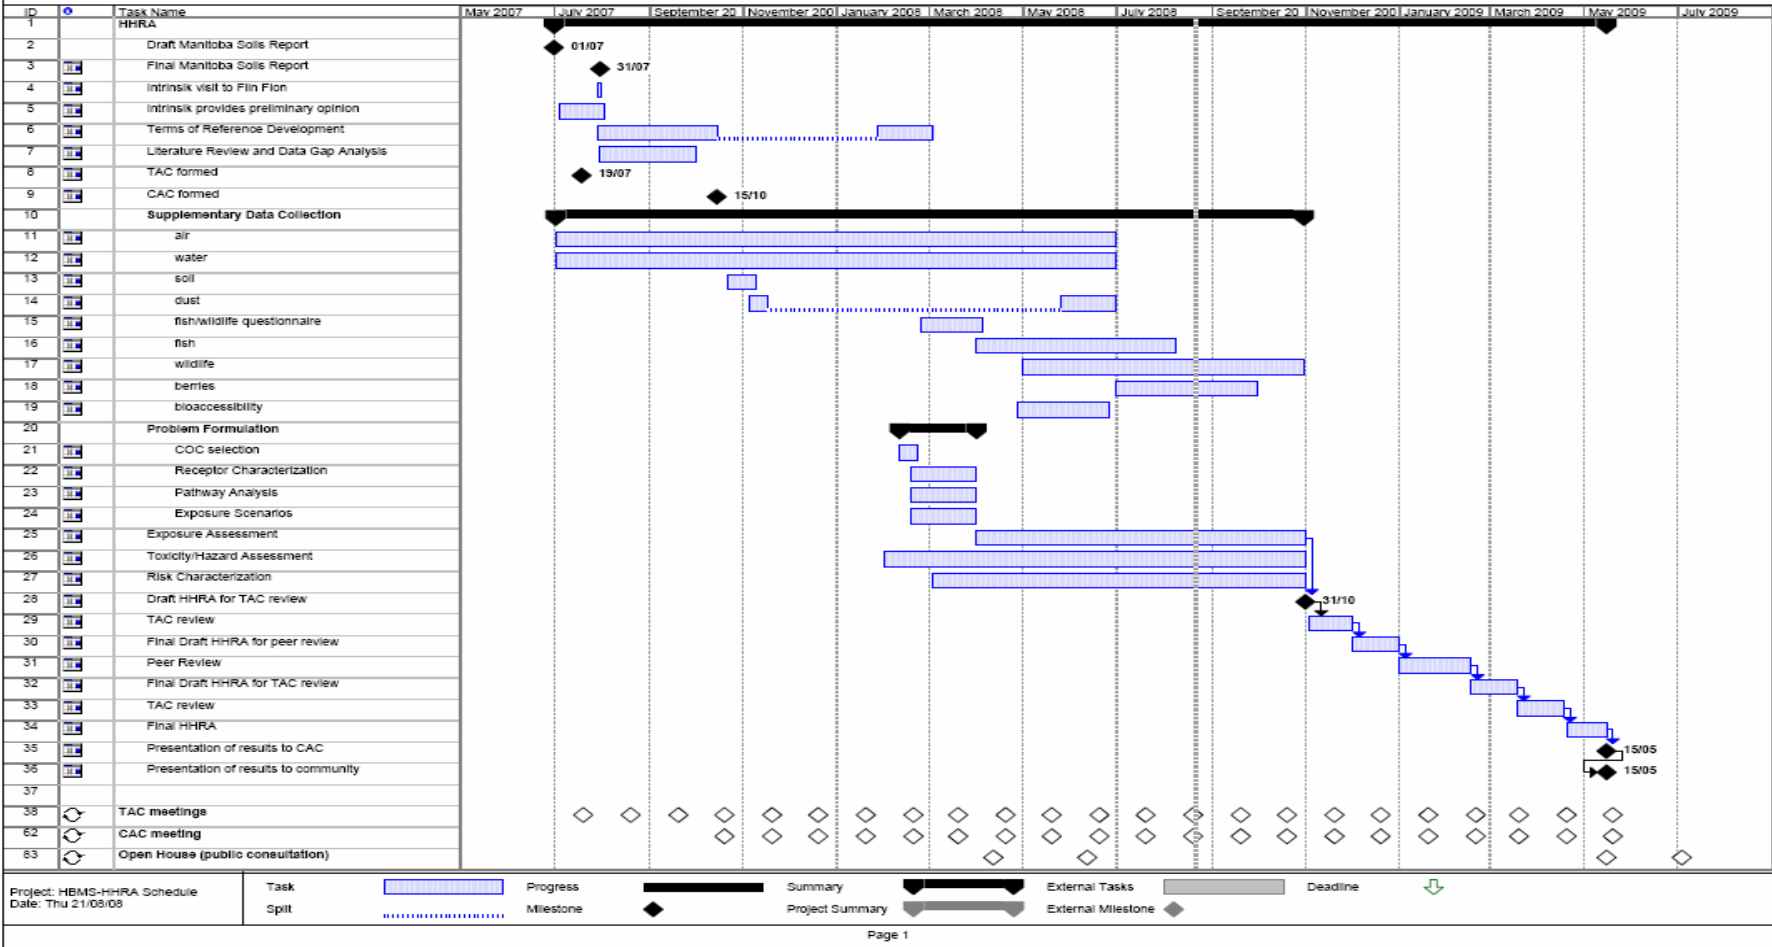 ID Task Name May 2007 July 2007 September 20 November 200 January 2008 March 2008 May 2008 July 2008 September 20 November 200 January 2009 March 2009 May 2009 July 2009
1 HHRA
2 Draft Manitoba Soils Report 01/07
3 Final Manitoba Soils Report 31/07
4 Intrinsik visit to Flin Flon
5 Intrinsik provides preliminary opinion
6 Terms of Reference Development
7 Literature Review and Data Gap Analysis
8 TAC formed 19/07
9 CAC formed 15/10
10 Supplementary Data Collection
11 air
12 water
13 soil
14 dust
15 fish/wildlife questionnaire
16 fish
17 wildlife
18 berries
19 bioaccessibility
20 Problem Formulation
21 COC selection
22 Receptor Characterization
23 Pathway Analysis
24 Exposure Scenarios
25 Exposure Assessment
26 Toxicity/Hazard Assessment
27 Risk Characterization
28 Draft HHRA for TAC review 31/10
29 TAC review
30 Final Draft HHRA for peer review
31 Peer Review
32 Final Draft HHRA for TAC review
33 TAC review
34 Final HHRA
35 Presentation of results to CAC 15/05
36 Presentation of results to community 15/05
37
38 TAC meetings
62 CAC meeting
83 Open House (public consultation)
Project: HBMS-HHRA Schedule
Date: Thu 21/08/08
Task Progress Summary External Tasks Deadline
Split Milestone Project Summary External Milestone
Page 1